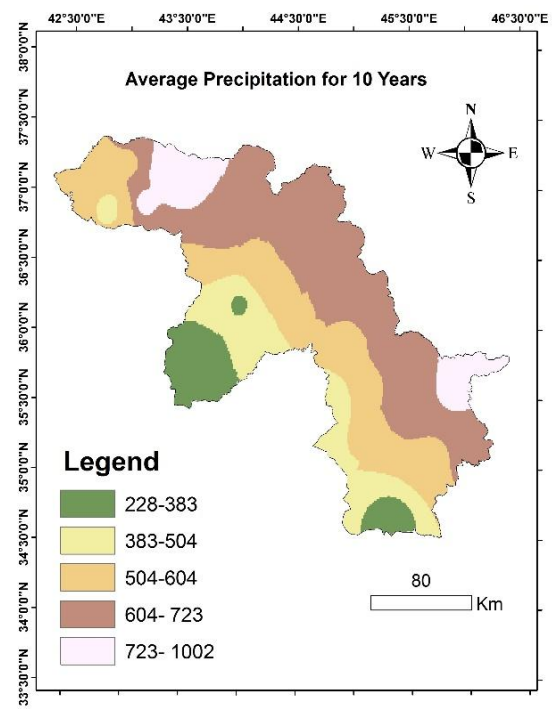 42°30'0"E 43°30'0"E 44°30'0"E 45°30'0"E 46°30'0"E
Average Precipitation for 10 Years
N
W E
S
38°0'0"N
37°30'0"N
37°0'0"N
36°30'0"N
36°0'0"N
35°30'0"N
35°0'0"N
34°30'0"N
34°0'0"N
33°30'0"N
Legend
228-383
383-504
504-604
604- 723
723- 1002
80
Km